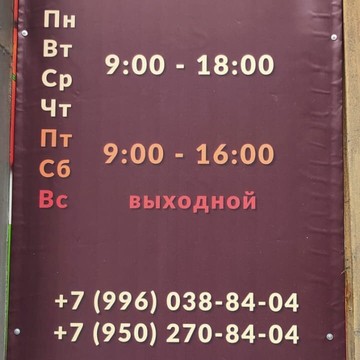 Пн
Вт
9:00 - 18:00
Ср
Чт
Пт
9:00 - 16:00
Сб
Вс выходной
+7 (996) 038-84-04
+7 (950) 270-84-04